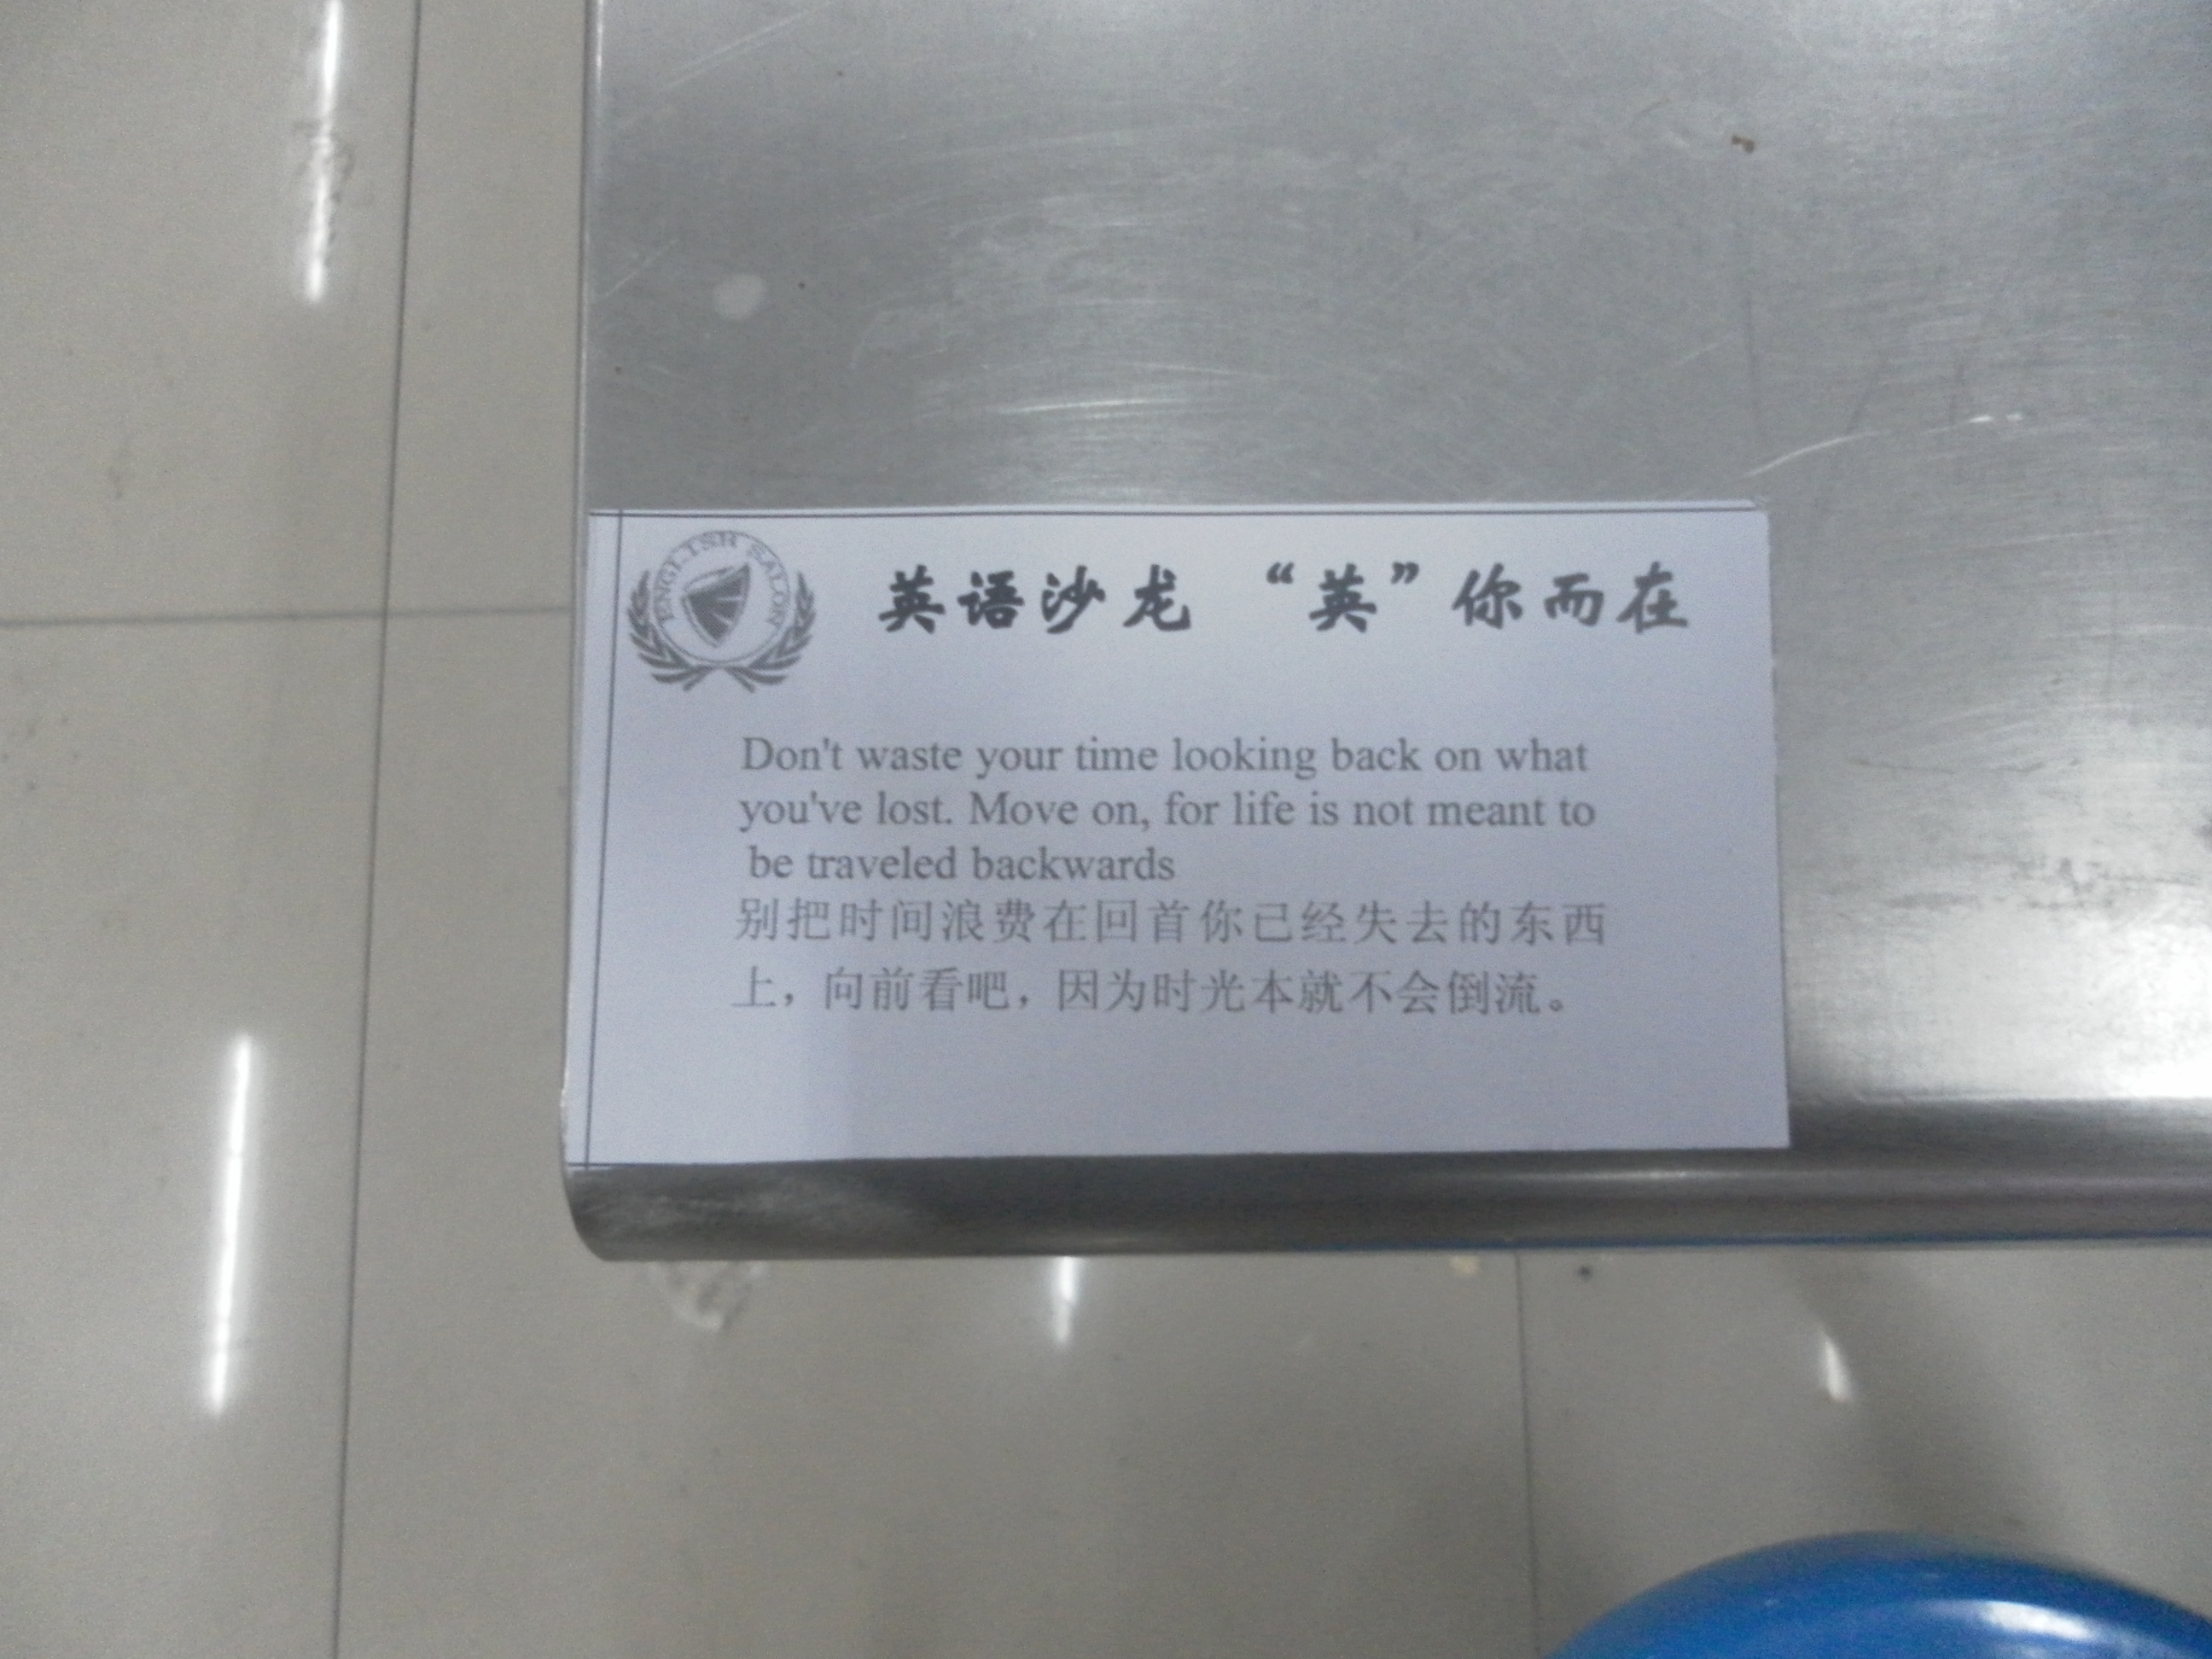 ENGLISH SALON
英语沙龙 “英”你而在
Don't waste your time looking back on what
you've lost. Move on, for life is not meant to
be traveled backwards
别把时间浪费在回首你已经失去的东西
上，向前看吧，因为时光本就不会倒流。